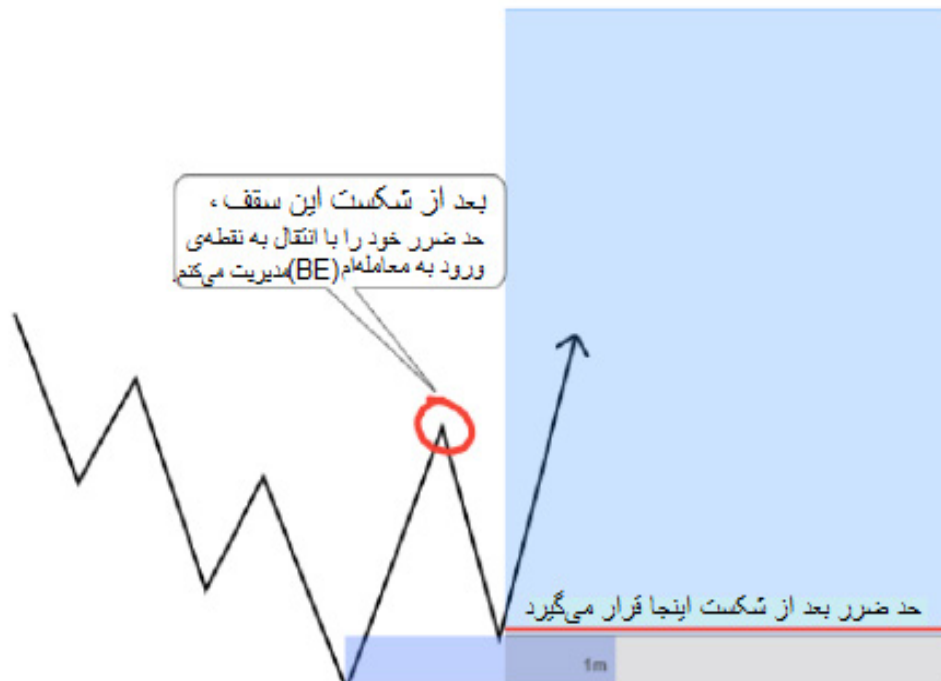 بعد از شکست این سقف ،
حد ضرر خود را با انتقال به نقطه‌ی
ورود به معامله‌ام(BE)مدیریت می‌کنم.
حد ضرر بعد از شکست اینجا قرار می‌گیرد
1m